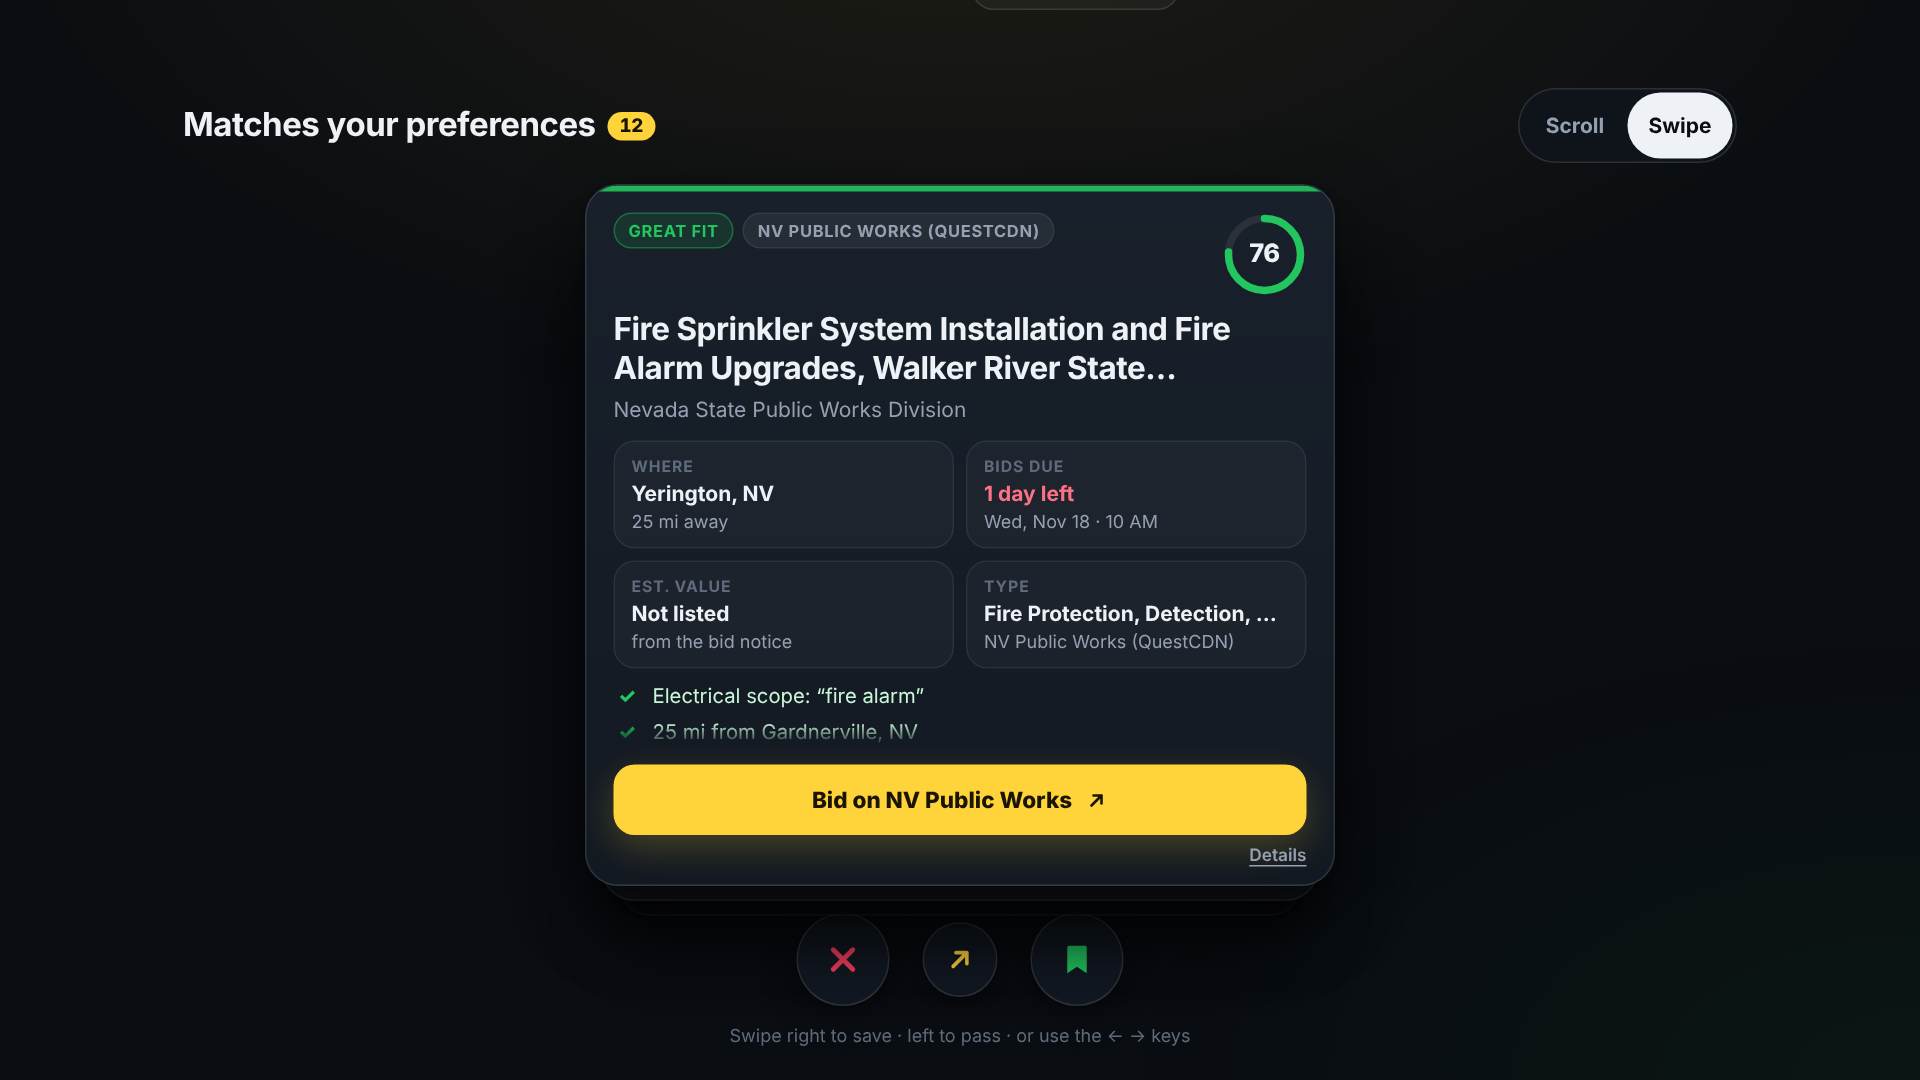 Matches your preferences 12
Scroll Swipe
GREAT FIT NV PUBLIC WORKS (QUESTCDN)
76
Fire Sprinkler System Installation and Fire
Alarm Upgrades, Walker River State...
Nevada State Public Works Division
WHERE
Yerington, NV
25 mi away
BIDS DUE
1 day left
Wed, Nov 18 · 10 AM
EST. VALUE
Not listed
from the bid notice
TYPE
Fire Protection, Detection, ...
NV Public Works (QuestCDN)
Electrical scope: “fire alarm”
25 mi from Gardnerville, NV
Bid on NV Public Works
Details
Swipe right to save · left to pass · or use the ← → keys